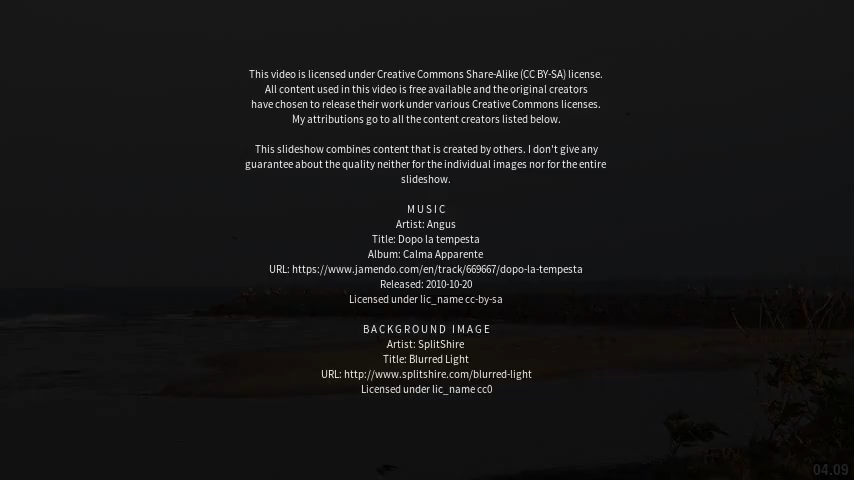 This video is licensed under Creative Commons Share-Alike (CC BY-SA) license.
All content used in this video is free available and the original creators
have chosen to release their work under various Creative Commons licenses.
My attributions go to all the content creators listed below.
This slideshow combines content that is created by others. I don't give any
guarantee about the quality neither for the individual images nor for the entire
slideshow.
MUSIC
Artist: Angus
Title: Dopo la tempesta
Album: Calma Apparente
URL: https://www.jamendo.com/en/track/669667/dopo-la-tempesta
Released: 2010-10-20
Licensed under lic_name cc-by-sa
BACKGROUND IMAGE
Artist: SplitShire
Title: Blurred Light
URL: http://www.splitshire.com/blurred-light
Licensed under lic_name cc0
04.09